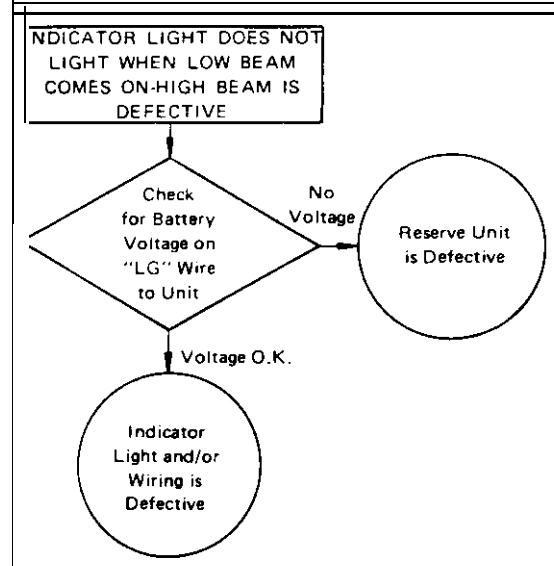 NDICATOR LIGHT DOES NOT
LIGHT WHEN LOW BEAM
COMES ON-HIGH BEAM IS
DEFECTIVE
Check
for Battery
Voltage on
"LG" Wire
to Unit
No
Voltage
Reserve Unit
is Defective
Voltage O.K.
Indicator
Light and/or
Wiring is
Defective